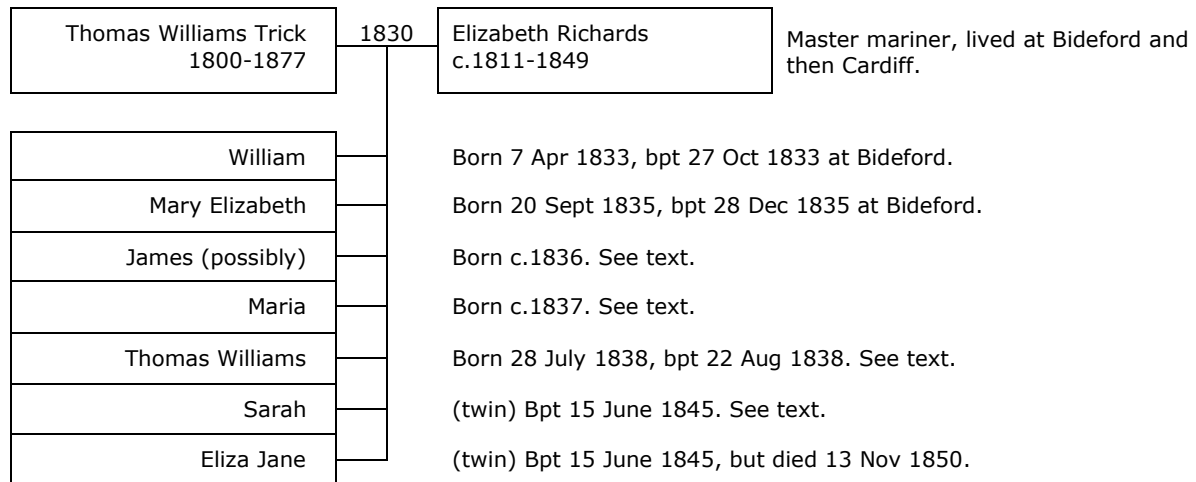 Thomas Williams Trick
1800-1877
1830
Elizabeth Richards
c.1811-1849
Master mariner, lived at Bideford and
then Cardiff.
William
Born 7 Apr 1833, bpt 27 Oct 1833 at Bideford.
Mary Elizabeth
Born 20 Sept 1835, bpt 28 Dec 1835 at Bideford.
James (possibly)
Born c.1836. See text.
Maria
Born c.1837. See text.
Thomas Williams
Born 28 July 1838, bpt 22 Aug 1838. See text.
Sarah
(twin) Bpt 15 June 1845. See text.
Eliza Jane
(twin) Bpt 15 June 1845, but died 13 Nov 1850.